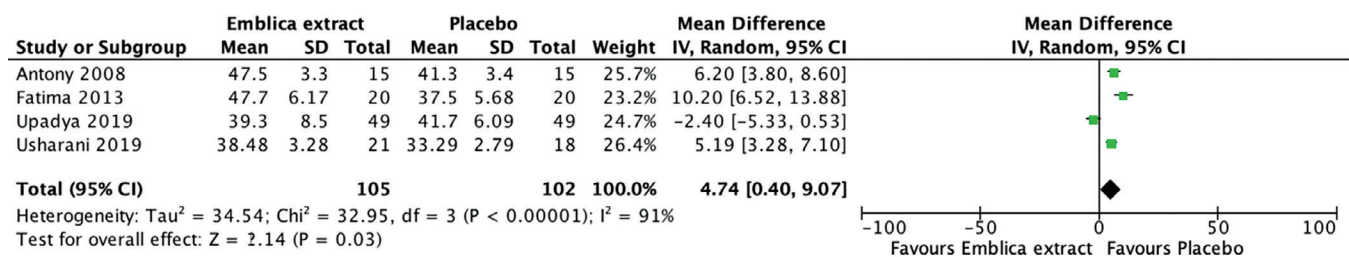 Emblica extract Placebo Mean Difference Mean Difference
Study or Subgroup Mean SD Total Mean SD Total Weight IV, Random, 95% CI IV, Random, 95% CI
Antony 2008 47.5 3.3 15 41.3 3.4 15 25.7% 6.20 [3.80, 8.60]
Fatima 2013 47.7 6.17 20 37.5 5.68 20 23.2% 10.20 [6.52, 13.88]
Upadya 2019 39.3 8.5 49 41.7 6.09 49 24.7% −2.40 [−5.33, 0.53]
Usharani 2019 38.48 3.28 21 33.29 2.79 18 26.4% 5.19 [3.28, 7.10]
Total (95% CI) 105 102 100.0% 4.74 [0.40, 9.07]
Heterogeneity: Tau² = 34.54; Chi² = 32.95, df = 3 (P < 0.00001); I² = 91%
Test for overall effect: Z = 2.14 (P = 0.03)
−100 −50 0 50 100
Favours Emblica extract Favours Placebo